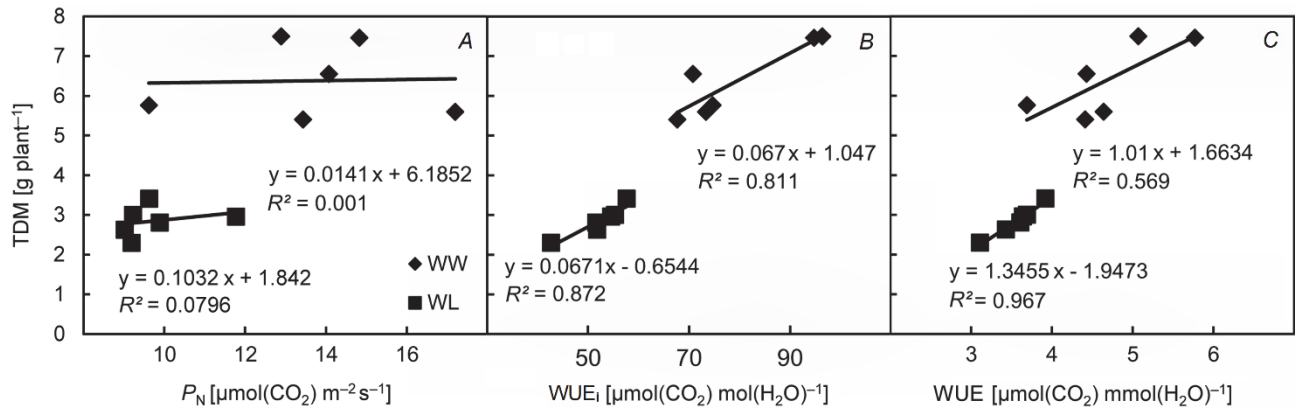 TDM [g plant⁻¹]
8
7
6
5
4
3
2
1
0
A
y = 0.0141 x + 6.1852
R² = 0.001
y = 0.1032 x + 1.842
R² = 0.0796
WW
WL
10 12 14 16
P_N [µmol(CO₂) m⁻² s⁻¹]
B
y = 0.067 x + 1.047
R² = 0.811
y = 0.0671x - 0.6544
R² = 0.872
50 70 90
WUEᵢ [µmol(CO₂) mol(H₂O)⁻¹]
C
y = 1.01 x + 1.6634
R² = 0.569
y = 1.3455x - 1.9473
R² = 0.967
3 4 5 6
WUE [µmol(CO₂) mmol(H₂O)⁻¹]